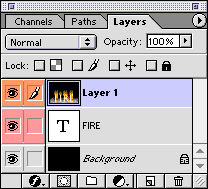 Channels Paths Layers
Normal Opacity: 100%
Lock:
Layer 1
T FIRE
Background